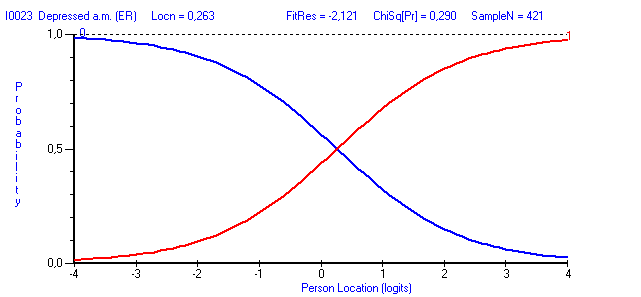 I0023 Depressed a.m. (ER) Locn = 0,263 FitRes = -2,121 ChiSq[Pr] = 0,290 SampleN = 421
1,0
0
1
Probability
0,5
0,0
-4 -3 -2 -1 0 1 2 3 4
Person Location (logits)